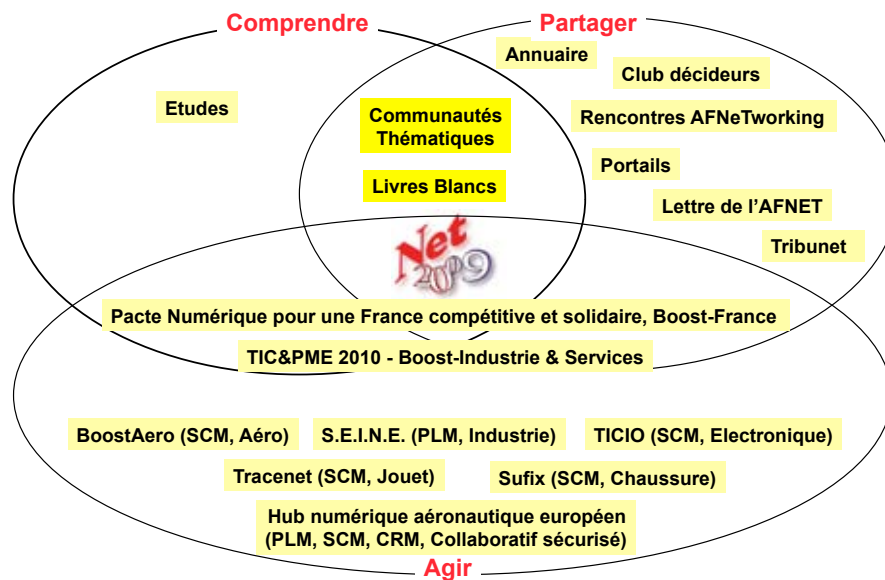 Comprendre
Partager
Annuaire
Club décideurs
Etudes
Communautés
Thématiques
Rencontres AFNeTworking
Portails
Livres Blancs
Lettre de l'AFNET
Tribunet
Net
2009
Pacte Numérique pour une France compétitive et solidaire, Boost-France
TIC&PME 2010 - Boost-Industrie & Services
BoostAero (SCM, Aéro)
S.E.I.N.E. (PLM, Industrie)
TICIO (SCM, Electronique)
Tracenet (SCM, Jouet)
Sufix (SCM, Chaussure)
Hub numérique aéronautique européen
(PLM, SCM, CRM, Collaboratif sécurisé)
Agir